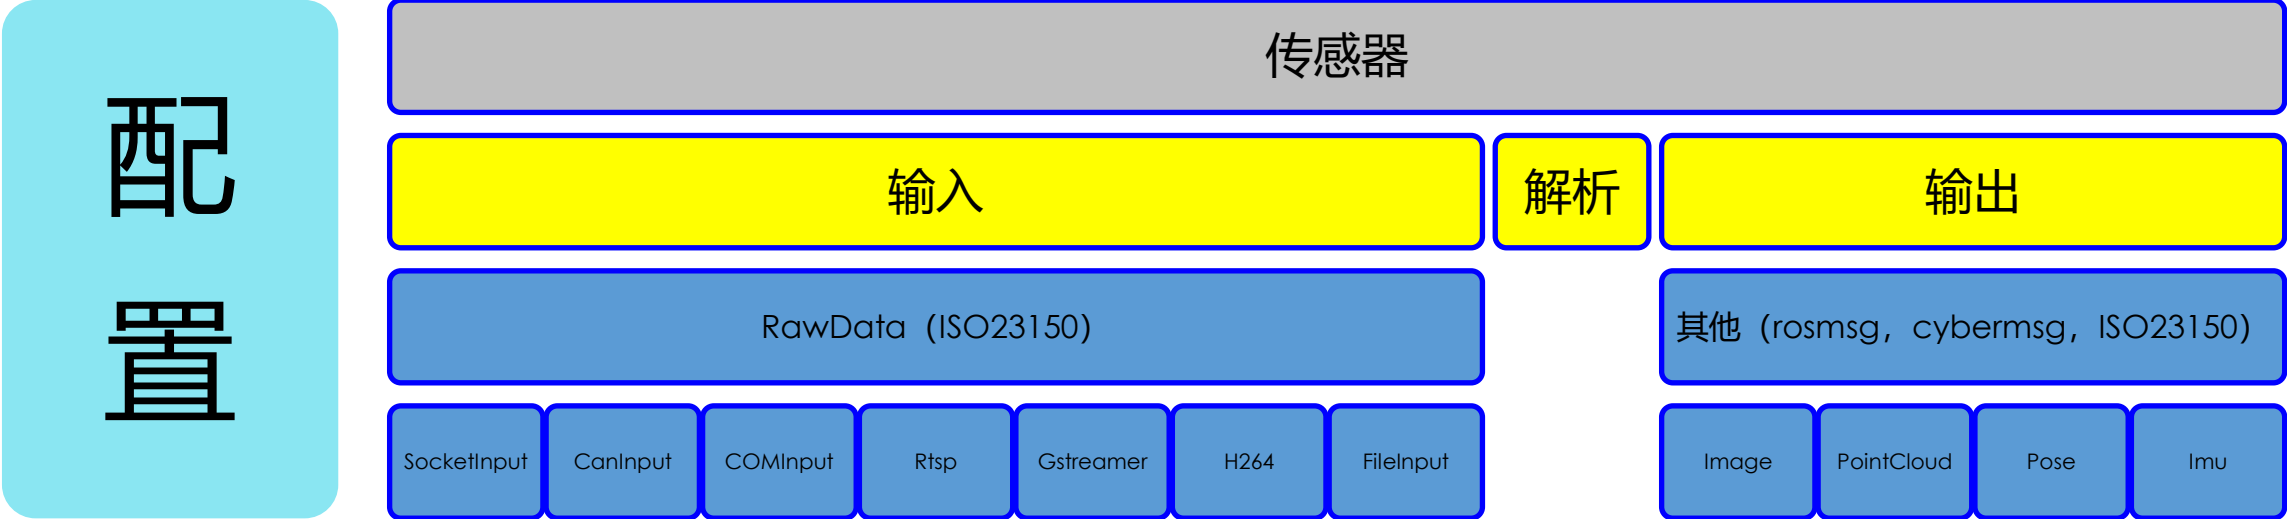 配
置
传感器
输入
解析
输出
RawData（ISO23150）
其他（rosmsg，cybermsg，ISO23150）
SocketInput
CanInput
COMInput
Rtsp
Gstreamer
H264
FileInput
Image
PointCloud
Pose
Imu